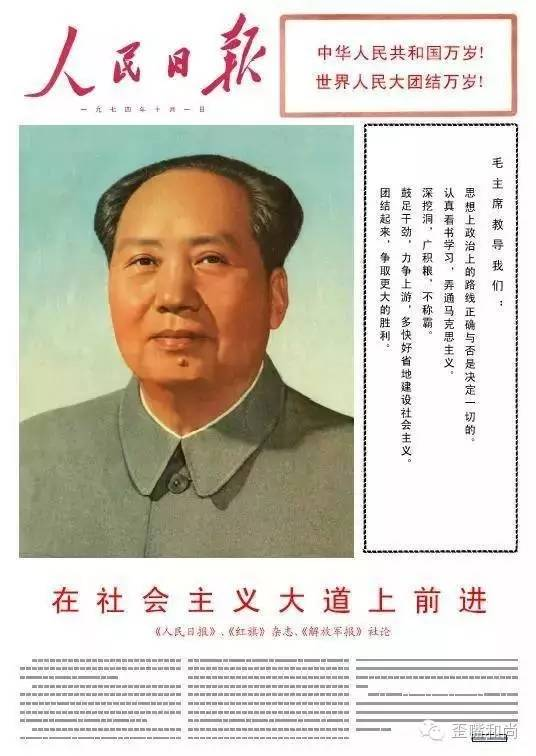 人民日报
一九七四年十月一日
中华人民共和国万岁!
世界人民大团结万岁!
毛主席教导我们：
思想上政治上的路线正确与否是决定一切的。
认真看书学习，弄通马克思主义。
深挖洞，广积粮，不称霸。
鼓足干劲，力争上游，多快好省地建设社会主义。
团结起来，争取更大的胜利。
在社会主义大道上前进
《人民日报》、《红旗》杂志、《解放军报》社论
歪嘴和尚